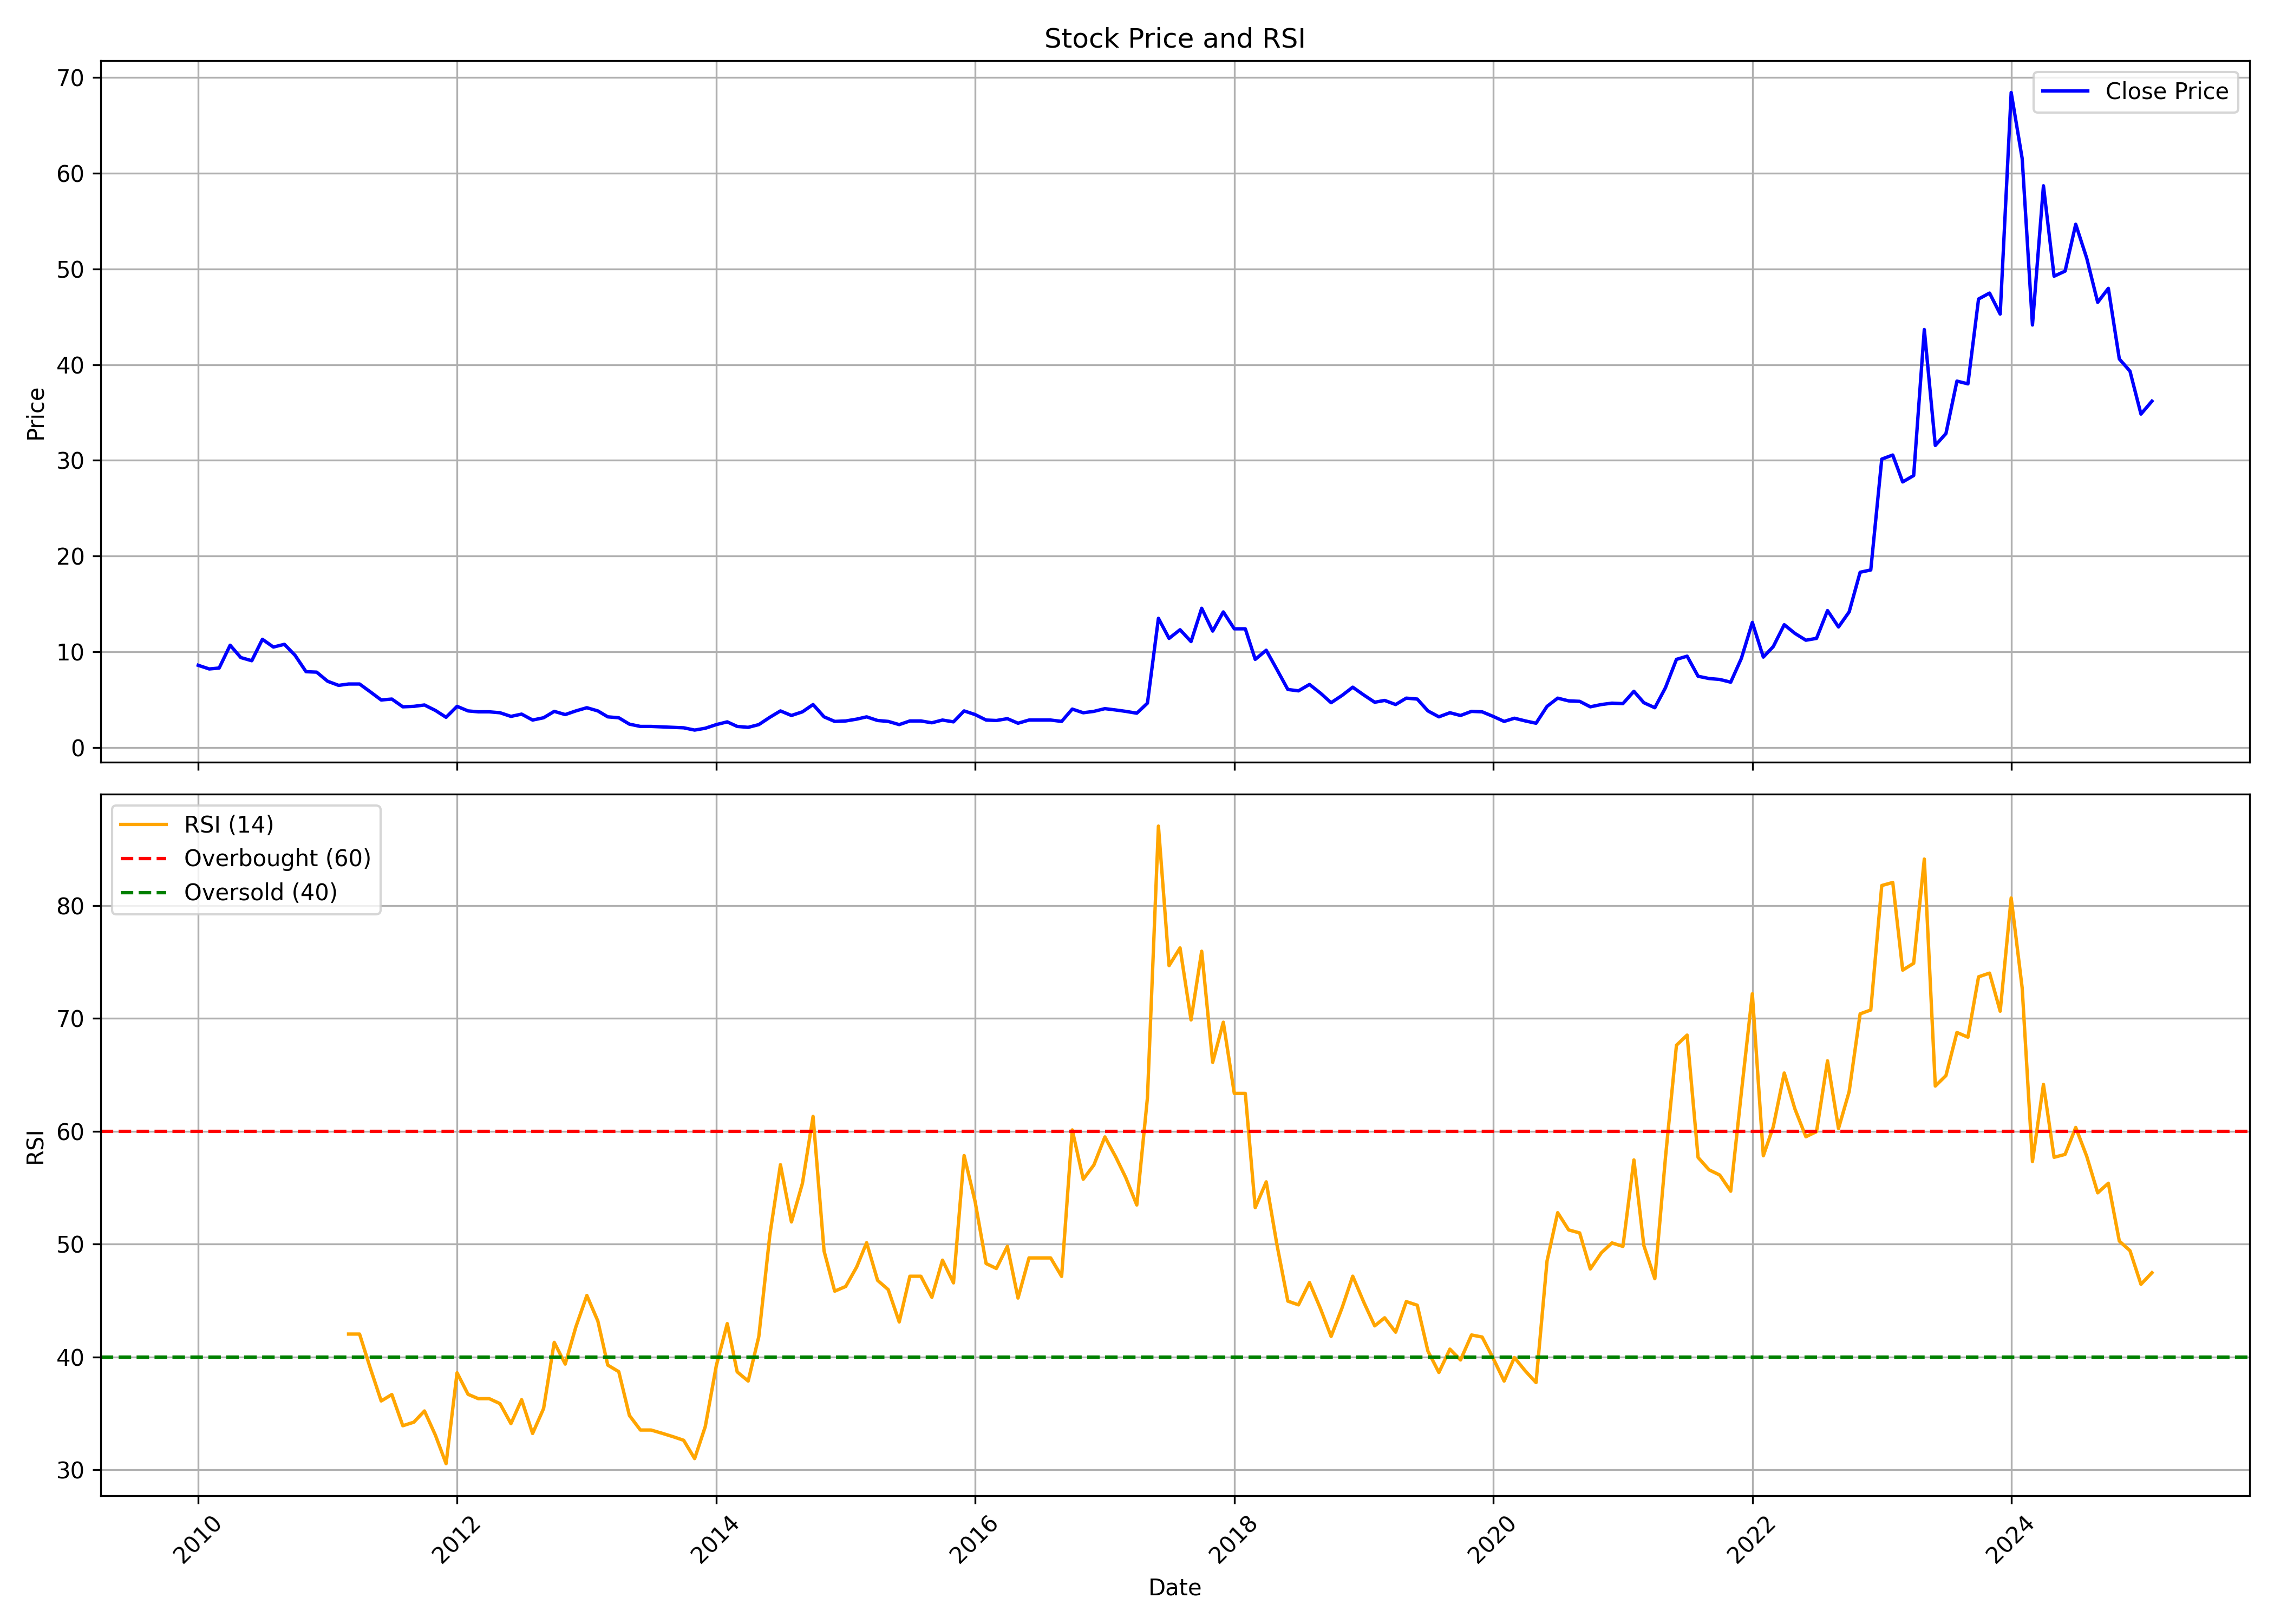 Stock Price and RSI
70
60
50
40
30
20
10
0
Price
Close Price
RSI (14)
Overbought (60)
Oversold (40)
80
70
60
50
40
30
RSI
2010
2012
2014
2016
2018
2020
2022
2024
Date